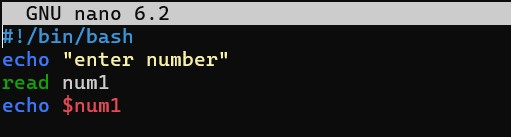 GNU nano 6.2
#!/bin/bash
echo "enter number"
read num1
echo $num1